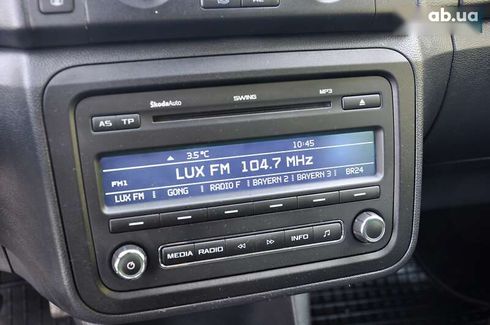 ab.ua
ŠkodaAuto SWING MP3
AS TP
3.5°C 10:45
LUX FM 104.7 MHz
FM1
LUX FM GONG RADIO F BAYERN 2 BAYERN 3 BR24
MEDIA RADIO INFO